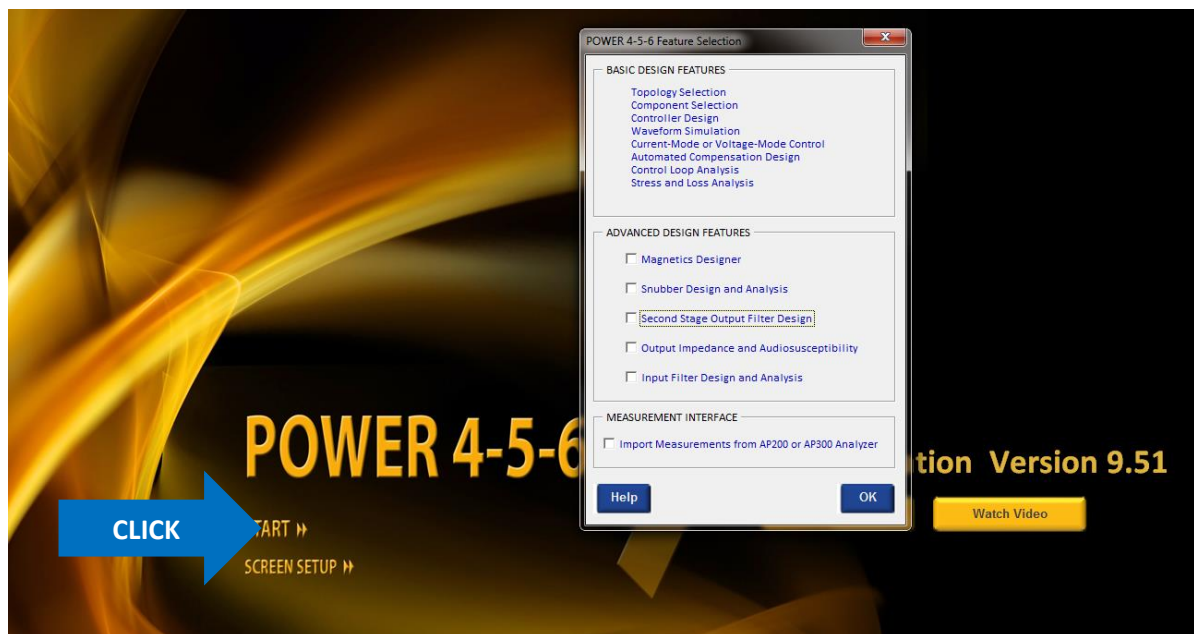 POWER 4-5-6 Feature Selection
BASIC DESIGN FEATURES
Topology Selection
Component Selection
Controller Design
Waveform Simulation
Current-Mode or Voltage-Mode Control
Automated Compensation Design
Control Loop Analysis
Stress and Loss Analysis
ADVANCED DESIGN FEATURES
Magnetics Designer
Snubber Design and Analysis
Second Stage Output Filter Design
Output Impedance and Audiosusceptibility
Input Filter Design and Analysis
MEASUREMENT INTERFACE
Import Measurements from AP200 or AP300 Analyzer
Help
OK
POWER 4-5-6
tion Version 9.51
Watch Video
CLICK
TART
SCREEN SETUP